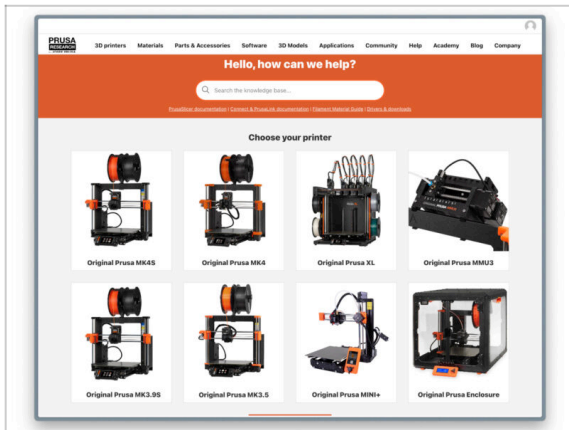 PRUSA
RESEARCH
3D printers Materials Parts & Accessories Software 3D Models Applications Community Help Academy Blog Company
Hello, how can we help?
Search the knowledge base...
PrusaSlicer documentation | Connect & PrusaLink documentation | Filament Material Guide | Drivers & downloads
Choose your printer
Original Prusa MK4S Original Prusa MK4 Original Prusa XL Original Prusa MMU3
Original Prusa MK3.9S Original Prusa MK3.5 Original Prusa MINI+ Original Prusa Enclosure